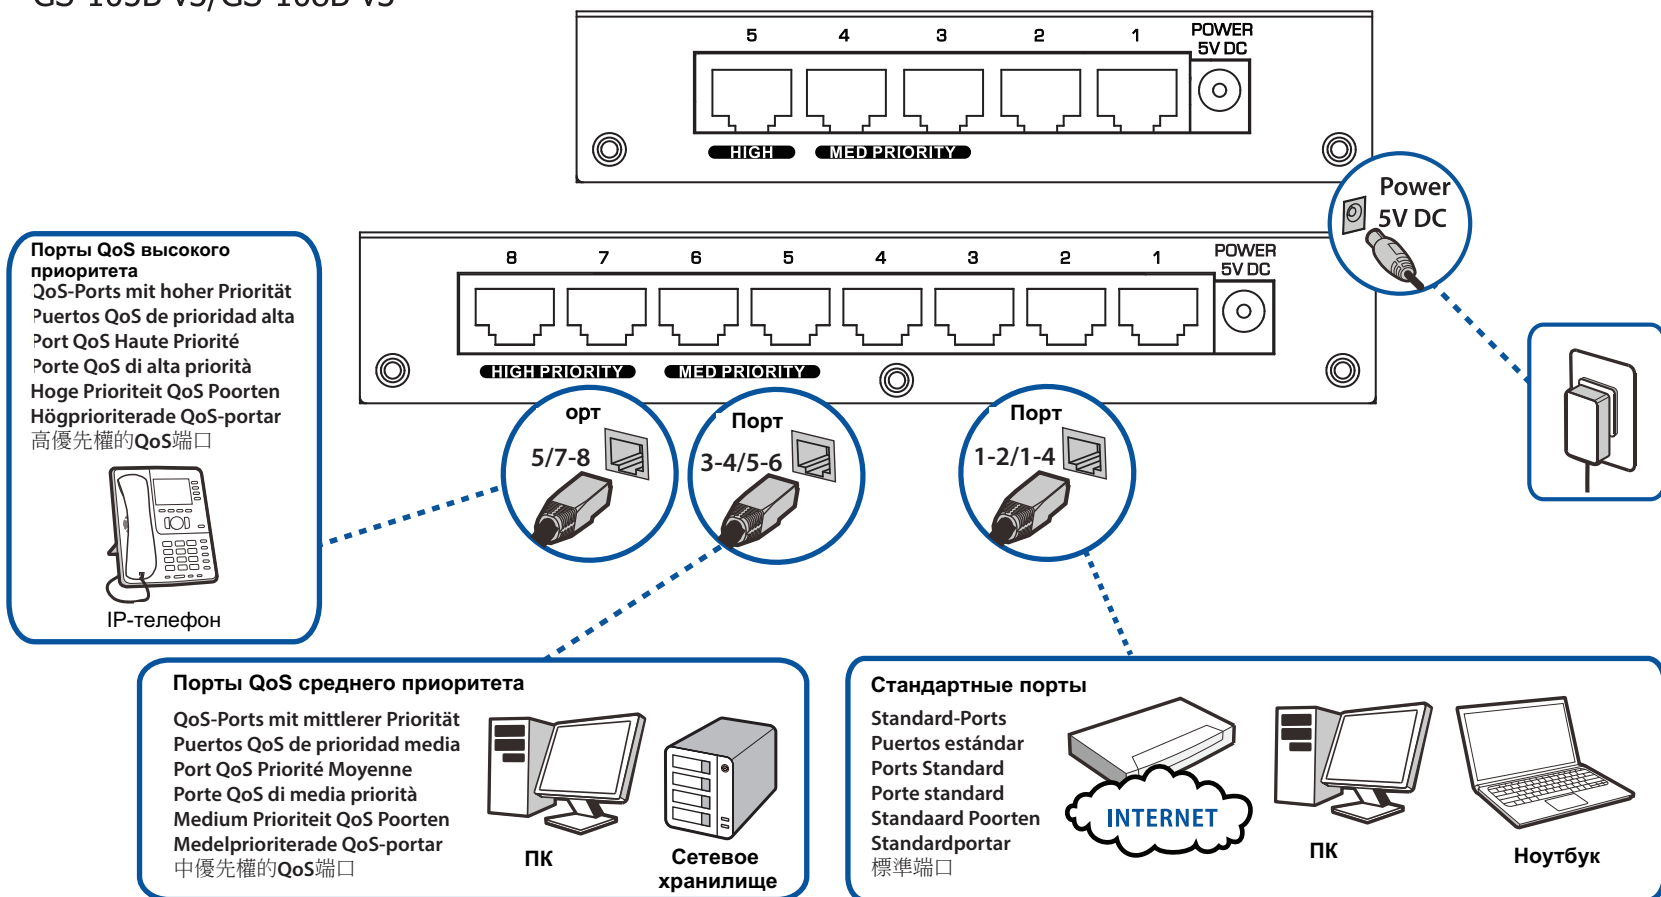 GS-105B v5/GS-108B v5
5 4 3 2 1
POWER
5V DC
HIGH MED PRIORITY
Power
5V DC
8 7 6 5 4 3 2 1
POWER
5V DC
HIGH PRIORITY MED PRIORITY
Порты QoS высокого
приоритета
QoS-Ports mit hoher Priorität
Puertos QoS de prioridad alta
Port QoS Haute Priorité
Porte QoS di alta priorità
Hoge Prioriteit QoS Poorten
Högprioriterade QoS-portar
高優先權的QoS端口
IP-телефон
орт
5/7-8
Порт
3-4/5-6
Порт
1-2/1-4
Порты QoS среднего приоритета
QoS-Ports mit mittlerer Priorität
Puertos QoS de prioridad media
Port QoS Priorité Moyenne
Porte QoS di media priorità
Medium Prioriteit QoS Poorten
Medelprioriterade QoS-portar
中優先權的QoS端口
ПК
Сетевое
хранилище
Стандартные порты
Standard-Ports
Puertos estándar
Ports Standard
Porte standard
Standaard Poorten
Standardportar
標準端口
INTERNET
ПК
Ноутбук